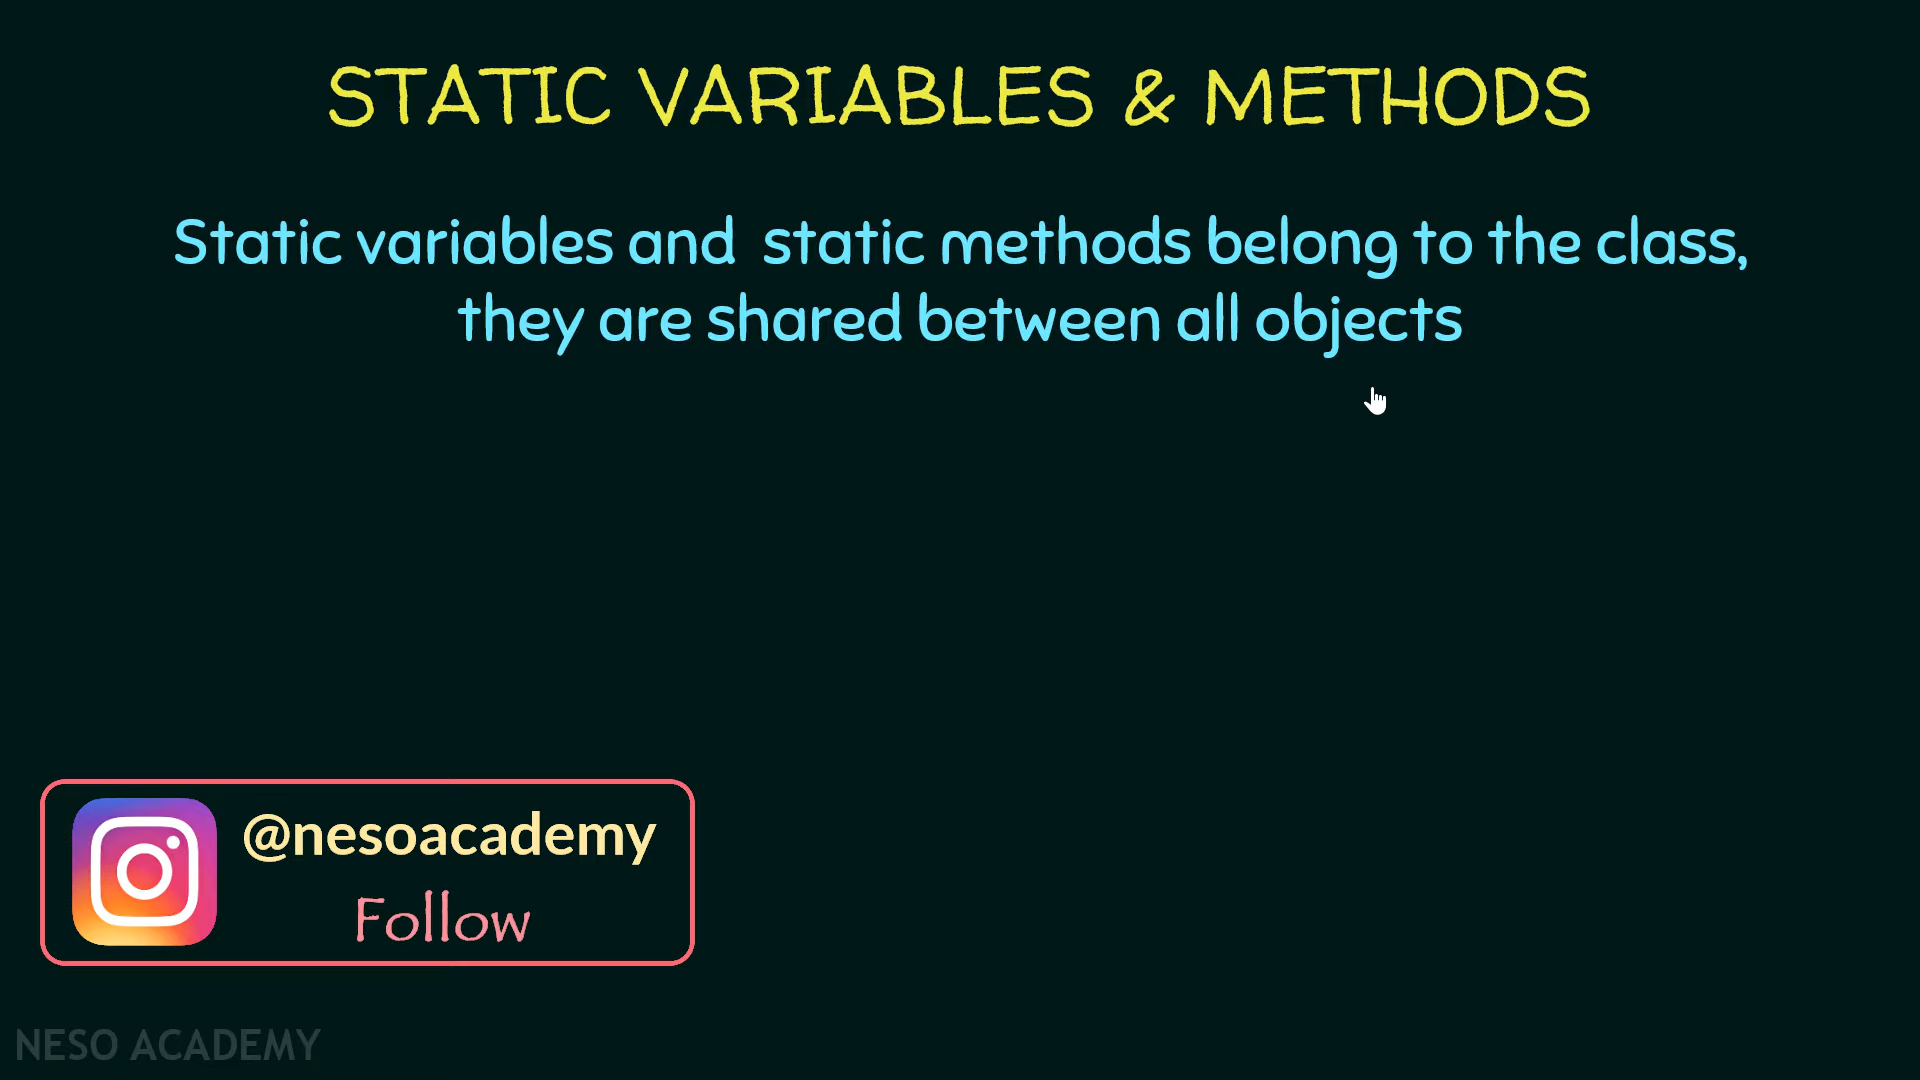 STATIC VARIABLES & METHODS
Static variables and static methods belong to the class,
they are shared between all objects
@nesoacademy
Follow
NESO ACADEMY